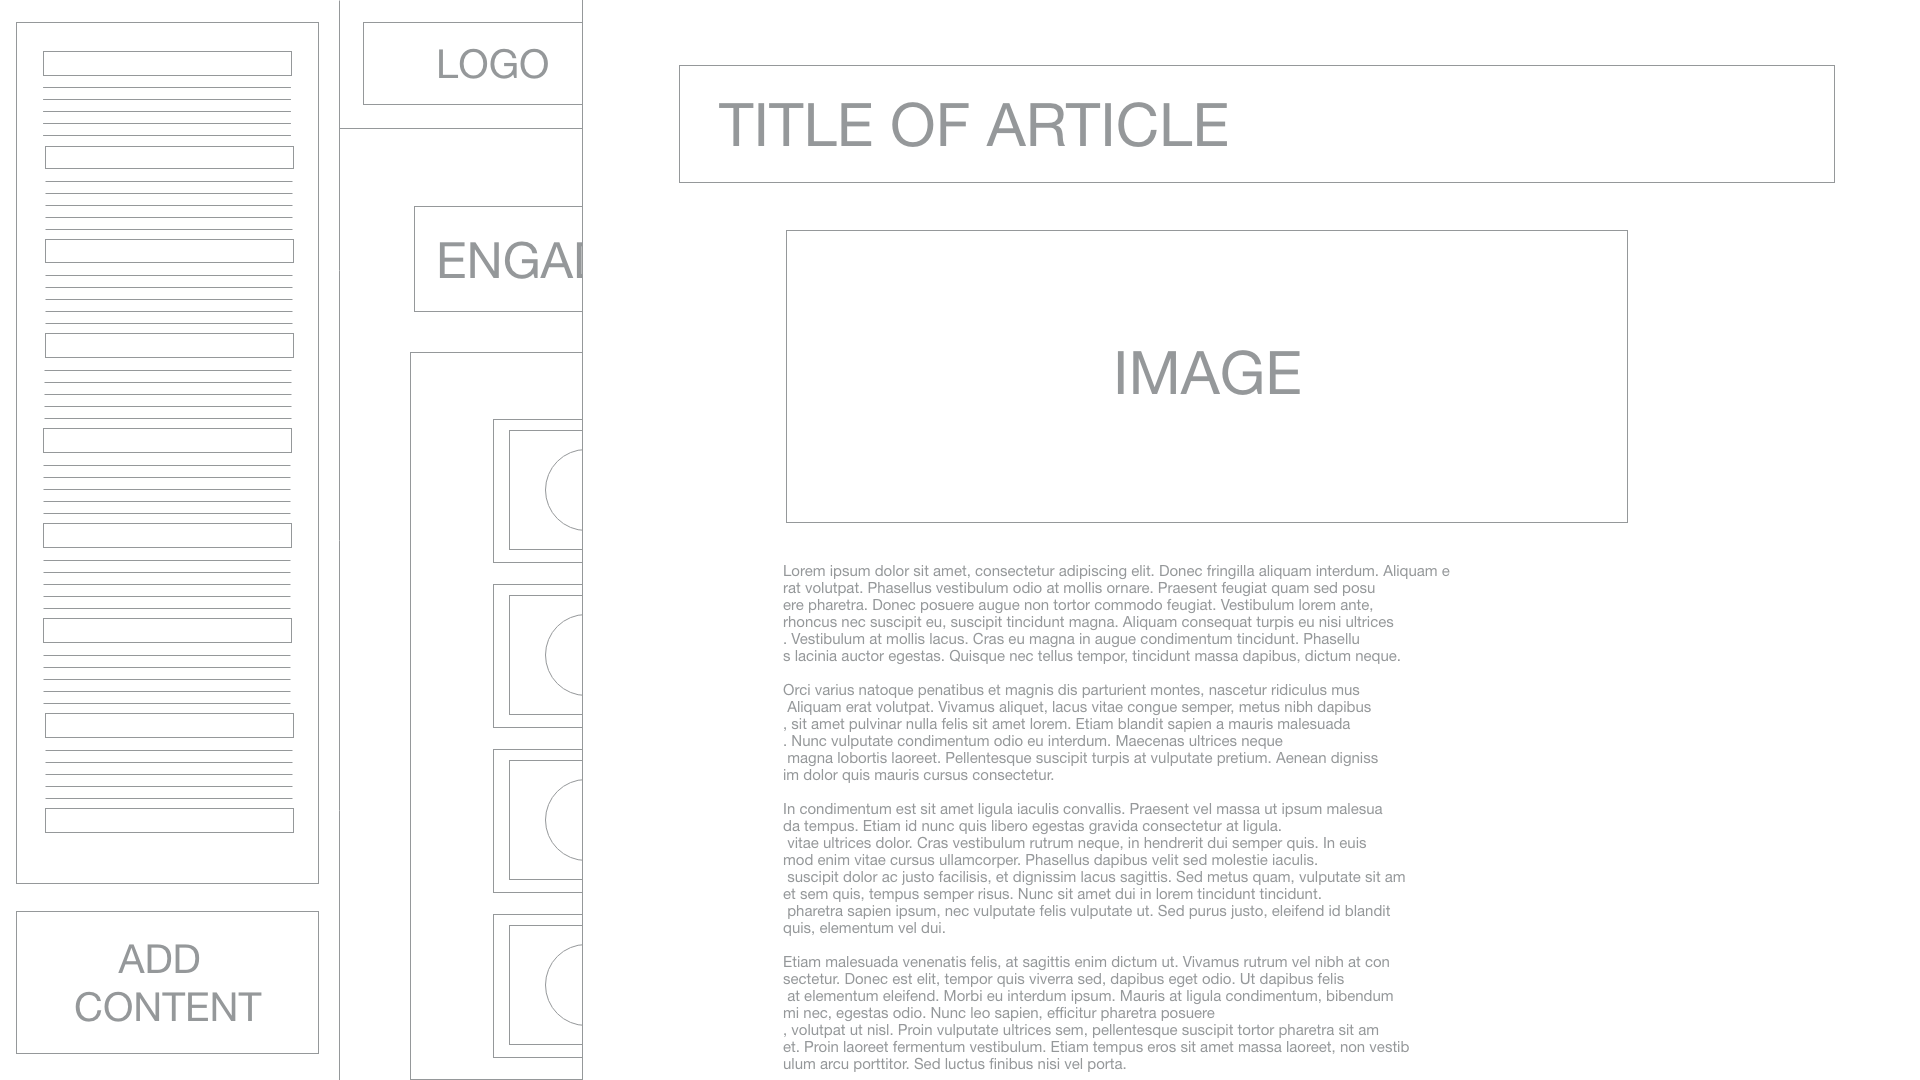 LOGO
ENGAD
ADD
CONTENT
TITLE OF ARTICLE
IMAGE
Lorem ipsum dolor sit amet, consectetur adipiscing elit. Donec fringilla aliquam interdum. Aliquam e
rat volutpat. Phasellus vestibulum odio at mollis ornare. Praesent feugiat quam sed posu
ere pharetra. Donec posuere augue non tortor commodo feugiat. Vestibulum lorem ante,
rhoncus nec suscipit eu, suscipit tincidunt magna. Aliquam consequat turpis eu nisi ultrices
. Vestibulum at mollis lacus. Cras eu magna in augue condimentum tincidunt. Phasellu
s lacinia auctor egestas. Quisque nec tellus tempor, tincidunt massa dapibus, dictum neque.
Orci varius natoque penatibus et magnis dis parturient montes, nascetur ridiculus mus
Aliquam erat volutpat. Vivamus aliquet, lacus vitae congue semper, metus nibh dapibus
, sit amet pulvinar nulla felis sit amet lorem. Etiam blandit sapien a mauris malesuada
. Nunc vulputate condimentum odio eu interdum. Maecenas ultrices neque
magna lobortis laoreet. Pellentesque suscipit turpis at vulputate pretium. Aenean digniss
im dolor quis mauris cursus consectetur.
In condimentum est sit amet ligula iaculis convallis. Praesent vel massa ut ipsum malesua
da tempus. Etiam id nunc quis libero egestas gravida consectetur at ligula.
vitae ultrices dolor. Cras vestibulum rutrum neque, in hendrerit dui semper quis. In euis
mod enim vitae cursus ullamcorper. Phasellus dapibus velit sed molestie iaculis.
suscipit dolor ac justo facilisis, et dignissim lacus sagittis. Sed metus quam, vulputate sit am
et sem quis, tempus semper risus. Nunc sit amet dui in lorem tincidunt tincidunt.
pharetra sapien ipsum, nec vulputate felis vulputate ut. Sed purus justo, eleifend id blandit
quis, elementum vel dui.
Etiam malesuada venenatis felis, at sagittis enim dictum ut. Vivamus rutrum vel nibh at con
sectetur. Donec est elit, tempor quis viverra sed, dapibus eget odio. Ut dapibus felis
at elementum eleifend. Morbi eu interdum ipsum. Mauris at ligula condimentum, bibendum
mi nec, egestas odio. Nunc leo sapien, efficitur pharetra posuere
, volutpat ut nisl. Proin vulputate ultrices sem, pellentesque suscipit tortor pharetra sit am
et. Proin laoreet fermentum vestibulum. Etiam tempus eros sit amet massa laoreet, non vestib
ulum arcu porttitor. Sed luctus finibus nisi vel porta.